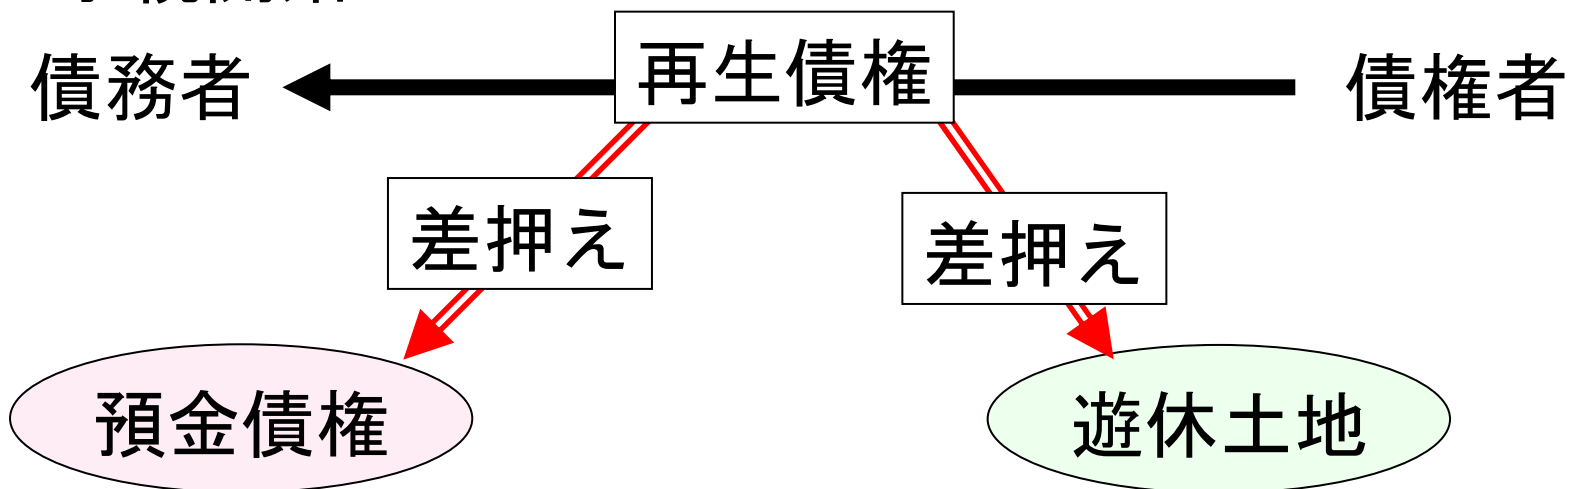 債務者 再生債権 債権者
差押え 差押え
預金債権 遊休土地